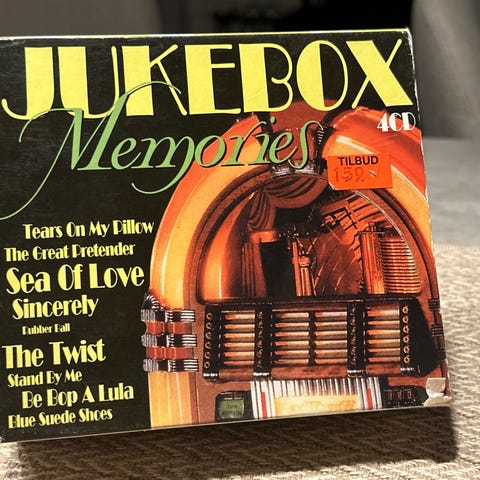 JUKEBOX
Memories
4CD
TILBUD
159.-
Tears On My Pillow
The Great Pretender
Sea Of Love
Sincerely
Rubber Ball
The Twist
Stand By Me
Be Bop A Lula
Blue Suede Shoes